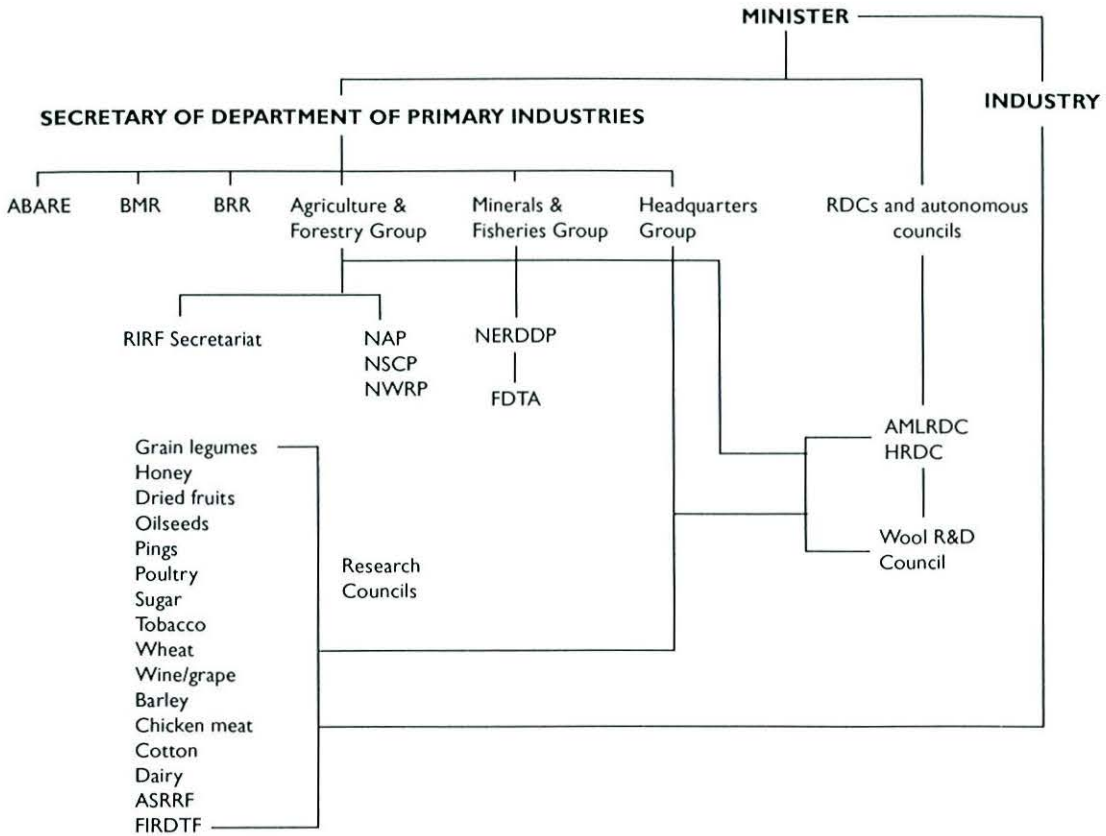 MINISTER
INDUSTRY
SECRETARY OF DEPARTMENT OF PRIMARY INDUSTRIES
ABARE
BMR
BRR
Agriculture &
Forestry Group
Minerals &
Fisheries Group
Headquarters
Group
RDCs and autonomous
councils
RIRF Secretariat
NAP
NSCP
NWRP
NERDDP
FDTA
AMLRDC
HRDC
Wool R&D
Council
Grain legumes
Honey
Dried fruits
Oilseeds
Pings
Poultry
Sugar
Tobacco
Wheat
Wine/grape
Barley
Chicken meat
Cotton
Dairy
ASRRF
FIRDTF
Research
Councils